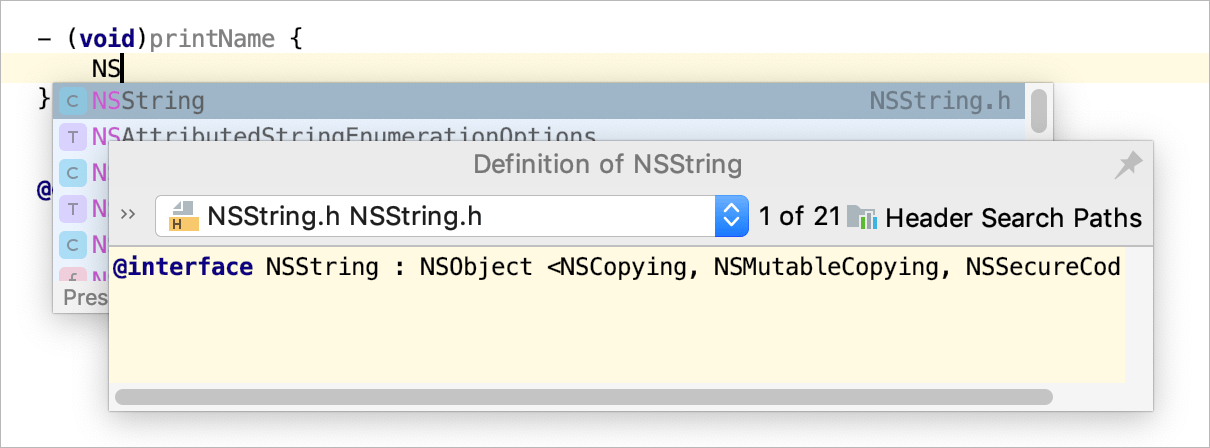 - (void)printName {
NS
}
C NSString NSString.h
T NSAttributedStringEnumerationOptions
C
T
C
f
@
Definition of NSString
>> H NSString.h NSString.h 1 of 21 Header Search Paths
@interface NSString : NSObject <NSCopying, NSMutableCopying, NSSecureCod